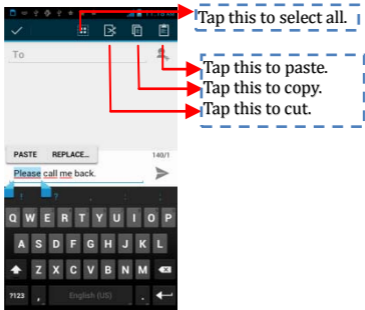 Tap this to select all.
To
Tap this to paste.
Tap this to copy.
Tap this to cut.
PASTE REPLACE...
140/1
Please call me back.
Q W E R T Y U I O P
A S D F G H J K L
Z X C V B N M
?123 , English (US) .